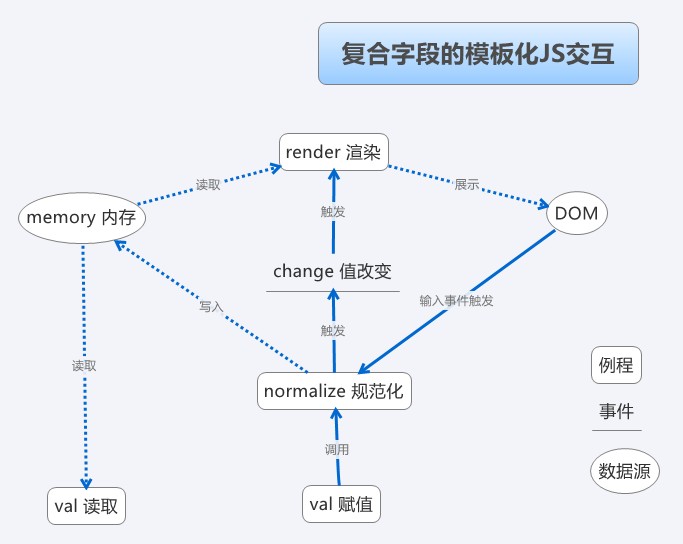 复合字段的模板化JS交互
render 渲染
读取
展示
memory 内存
触发
DOM
change 值改变
写入
输入事件触发
触发
读取
例程
normalize 规范化
事件
调用
数据源
val 读取
val 赋值